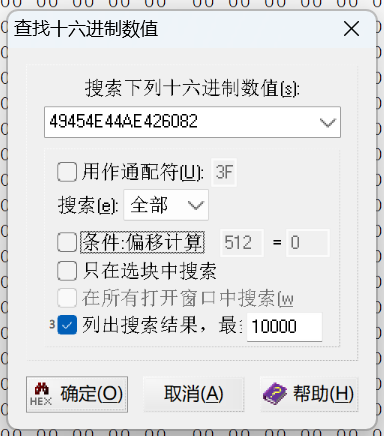 查找十六进制数值
搜索下列十六进制数值(s):
49454E44AE426082
用作通配符(U): 3F
搜索(e): 全部
条件:偏移计算 512 = 0
只在选块中搜索
在所有打开窗口中搜索(w
3 列出搜索结果，最 10000
HEX 确定(O) 取消(A) 帮助(H)